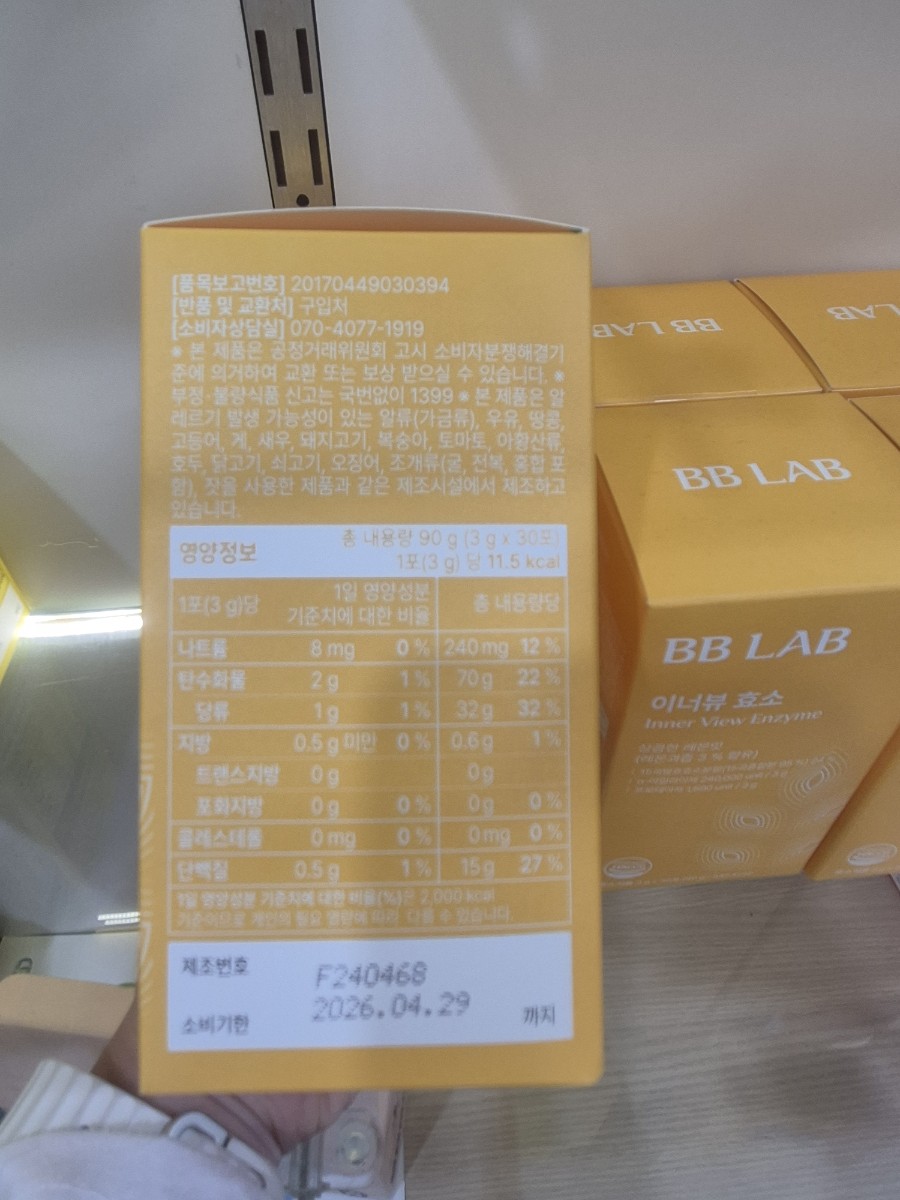 [품목보고번호] 20170449030394
[반품 및 교환처] 구입처
[소비자상담실] 070-4077-1919
※ 본 제품은 공정거래위원회 고시 소비자분쟁해결기
준에 의거하여 교환 또는 보상 받으실 수 있습니다. ※
부정·불량식품 신고는 국번없이 1399 ※ 본 제품은 알
레르기 발생 가능성이 있는 알류(가금류), 우유, 땅콩,
고등어, 게, 새우, 돼지고기, 복숭아, 토마토, 아황산류,
호두, 닭고기, 쇠고기, 오징어, 조개류(굴, 전복, 홍합 포
함), 잣을 사용한 제품과 같은 제조시설에서 제조하고
있습니다.
영양정보
총 내용량 90 g (3 g x 30포)
1포(3 g) 당 11.5 kcal
1포(3 g)당 1일 영양성분 기준치에 대한 비율 총 내용량당
나트륨 8 mg 0 % 240 mg 12 %
탄수화물 2 g 1 % 70 g 22 %
당류 1 g 1 % 32 g 32 %
지방 0.5 g 미만 0 % 0.6 g 1 %
트랜스지방 0 g 0 g
포화지방 0 g 0 % 0 g 0 %
콜레스테롤 0 mg 0 % 0 mg 0 %
단백질 0.5 g 1 % 15 g 27 %
1일 영양성분 기준치에 대한 비율(%)은 2,000 kcal
기준이므로 개인의 필요 열량에 따라 다를 수 있습니다.
제조번호 F240468
소비기한 2026.04.29 까지
BB LAB
BB LAB
BB LAB
이너뷰 효소
Inner View Enzyme
상큼한 레몬맛